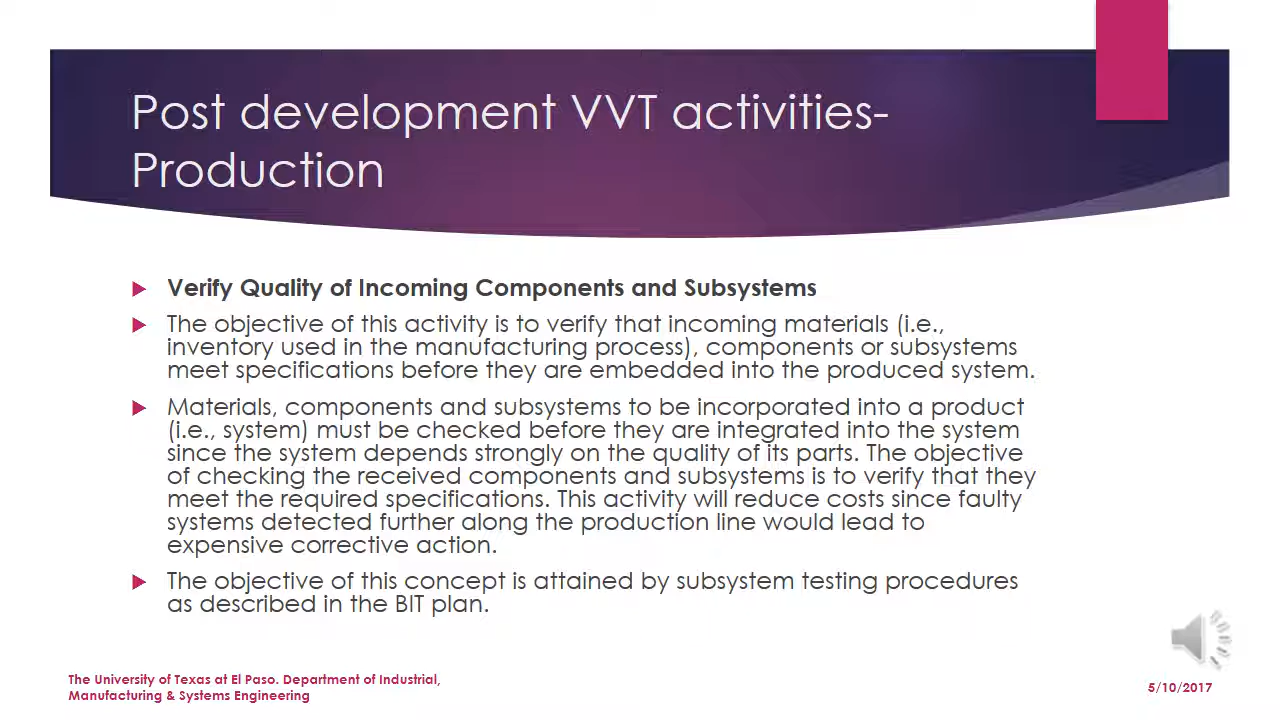 Post development VVT activities-
Production
Verify Quality of Incoming Components and Subsystems
The objective of this activity is to verify that incoming materials (i.e.,
inventory used in the manufacturing process), components or subsystems
meet specifications before they are embedded into the produced system.
Materials, components and subsystems to be incorporated into a product
(i.e., system) must be checked before they are integrated into the system
since the system depends strongly on the quality of its parts. The objective
of checking the received components and subsystems is to verify that they
meet the required specifications. This activity will reduce costs since faulty
systems detected further along the production line would lead to
expensive corrective action.
The objective of this concept is attained by subsystem testing procedures
as described in the BIT plan.
The University of Texas at El Paso. Department of Industrial,
Manufacturing & Systems Engineering
5/10/2017